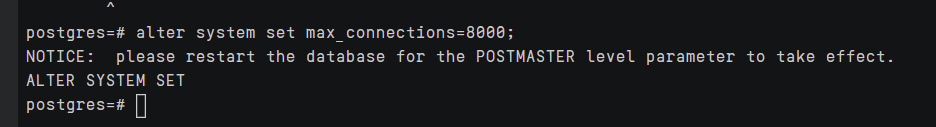 ^
postgres=# alter system set max_connections=8000;
NOTICE:  please restart the database for the POSTMASTER level parameter to take effect.
ALTER SYSTEM SET
postgres=#